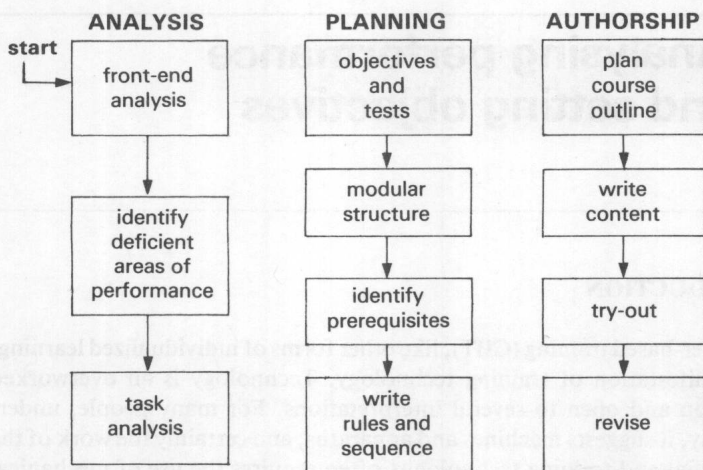 ANALYSIS
start
front-end
analysis
identify
deficient
areas of
performance
task
analysis
PLANNING
objectives
and
tests
modular
structure
identify
prerequisites
write
rules and
sequence
AUTHORSHIP
plan
course
outline
write
content
try-out
revise